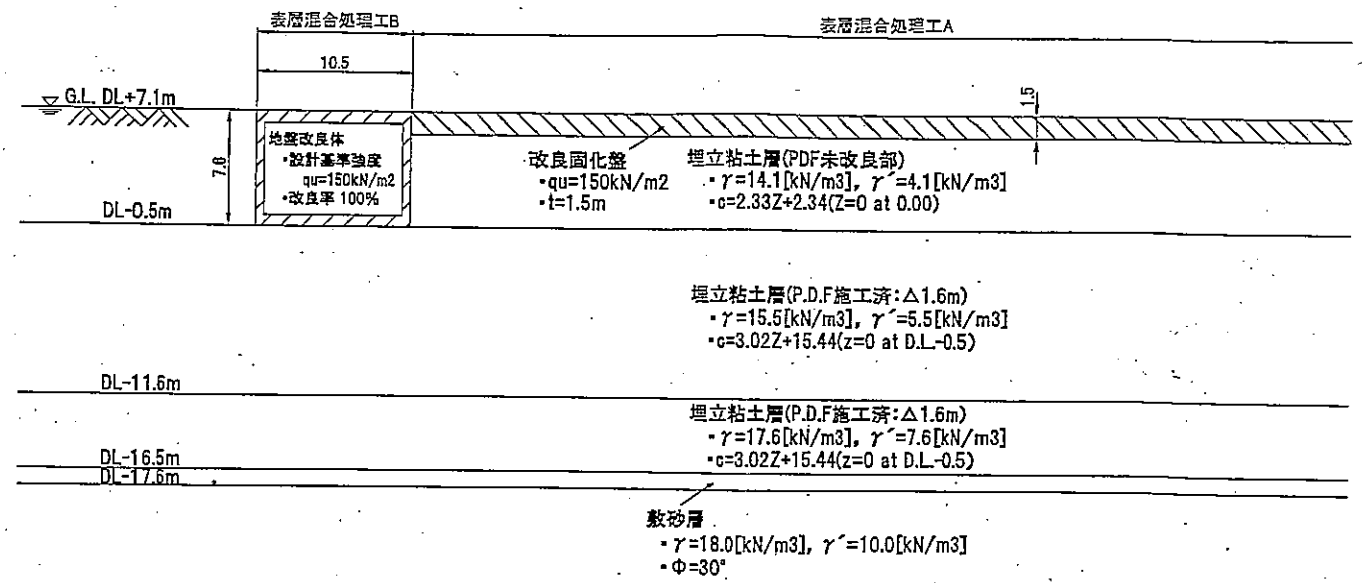 表層混合処理工B
表層混合処理工A
10.5
1.5
G.L. DL+7.1m
7.6
地盤改良体
・設計基準強度
qu=150kN/m2
・改良率 100%
改良固化盤
・qu=150kN/m2
・t=1.5m
埋立粘土層(PDF未改良部)
・γ=14.1[kN/m3], γ´=4.1[kN/m3]
・c=2.33Z+2.34(Z=0 at 0.00)
DL-0.5m
埋立粘土層(P.D.F施工済:△1.6m)
・γ=15.5[kN/m3], γ´=5.5[kN/m3]
・c=3.02Z+15.44(z=0 at D.L.-0.5)
DL-11.6m
埋立粘土層(P.D.F施工済:△1.6m)
・γ=17.6[kN/m3], γ´=7.6[kN/m3]
・c=3.02Z+15.44(z=0 at D.L.-0.5)
DL-16.5m
DL-17.6m
敷砂層
・γ=18.0[kN/m3], γ´=10.0[kN/m3]
・Φ=30°